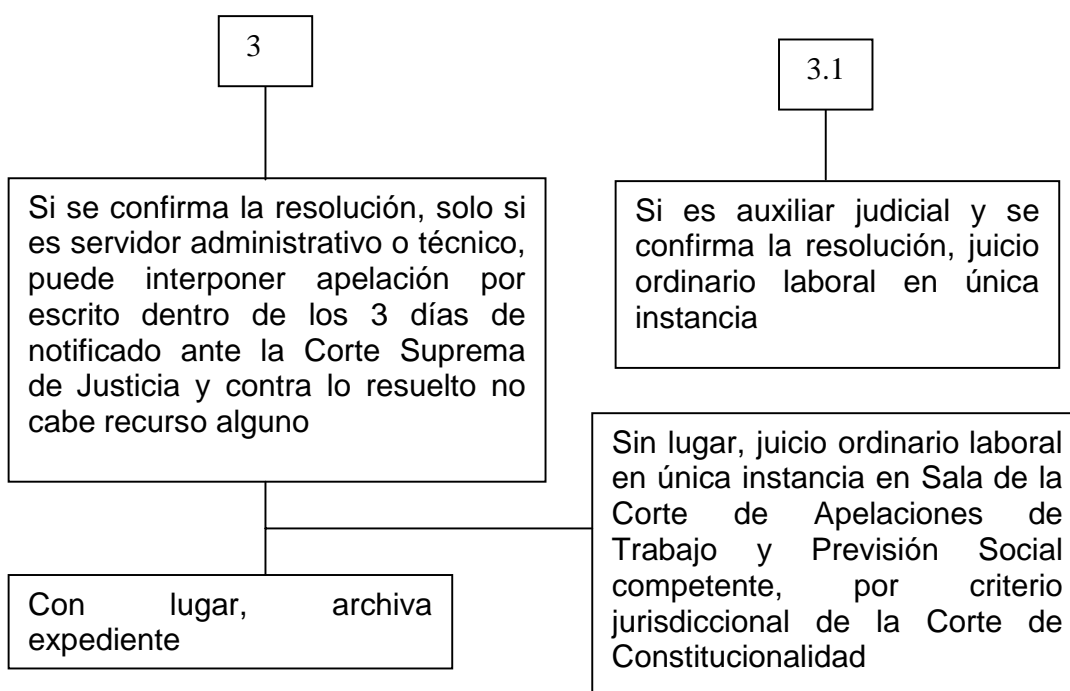 3
Si se confirma la resolución, solo si
es servidor administrativo o técnico,
puede interponer apelación por
escrito dentro de los 3 días de
notificado ante la Corte Suprema
de Justicia y contra lo resuelto no
cabe recurso alguno
3.1
Si es auxiliar judicial y se
confirma la resolución, juicio
ordinario laboral en única
instancia
Con lugar, archiva
expediente
Sin lugar, juicio ordinario laboral
en única instancia en Sala de la
Corte de Apelaciones de
Trabajo y Previsión Social
competente, por criterio
jurisdiccional de la Corte de
Constitucionalidad